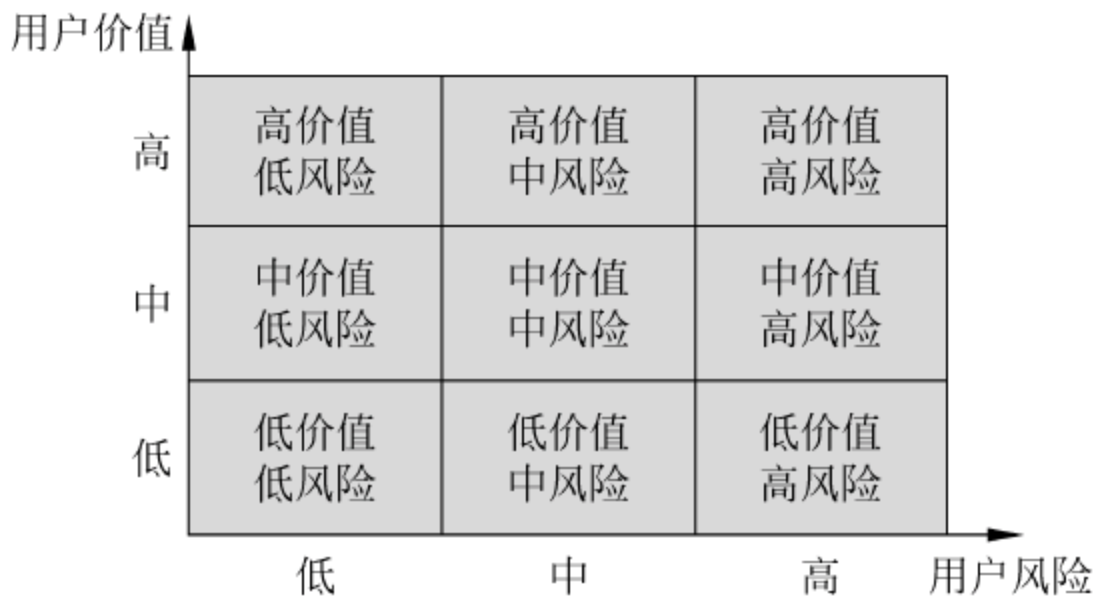 用户价值
高
高价值
低风险
高价值
中风险
高价值
高风险
中
中价值
低风险
中价值
中风险
中价值
高风险
低
低价值
低风险
低价值
中风险
低价值
高风险
低
中
高
用户风险